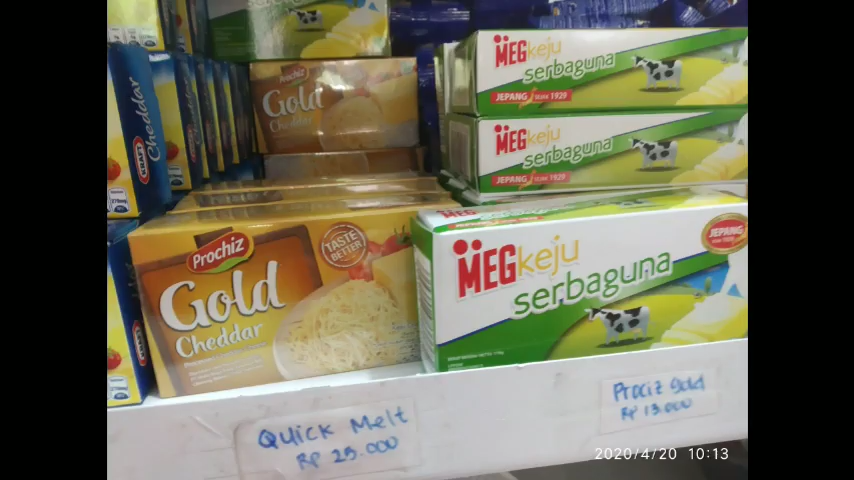 Prochiz
Gold
Cheddar
MEG keju
serbaguna
JEPANG SEJAK 1929
MEG keju
serbaguna
JEPANG SEJAK 1929
Cheddar
KRAFT
Prochiz
Gold
Cheddar
TASTE
BETTER
MEG keju
serbaguna
JEPANG
Quick Melt
RP 25.000
Prociz Gold
RP 13.000
2020/4/20 10:13